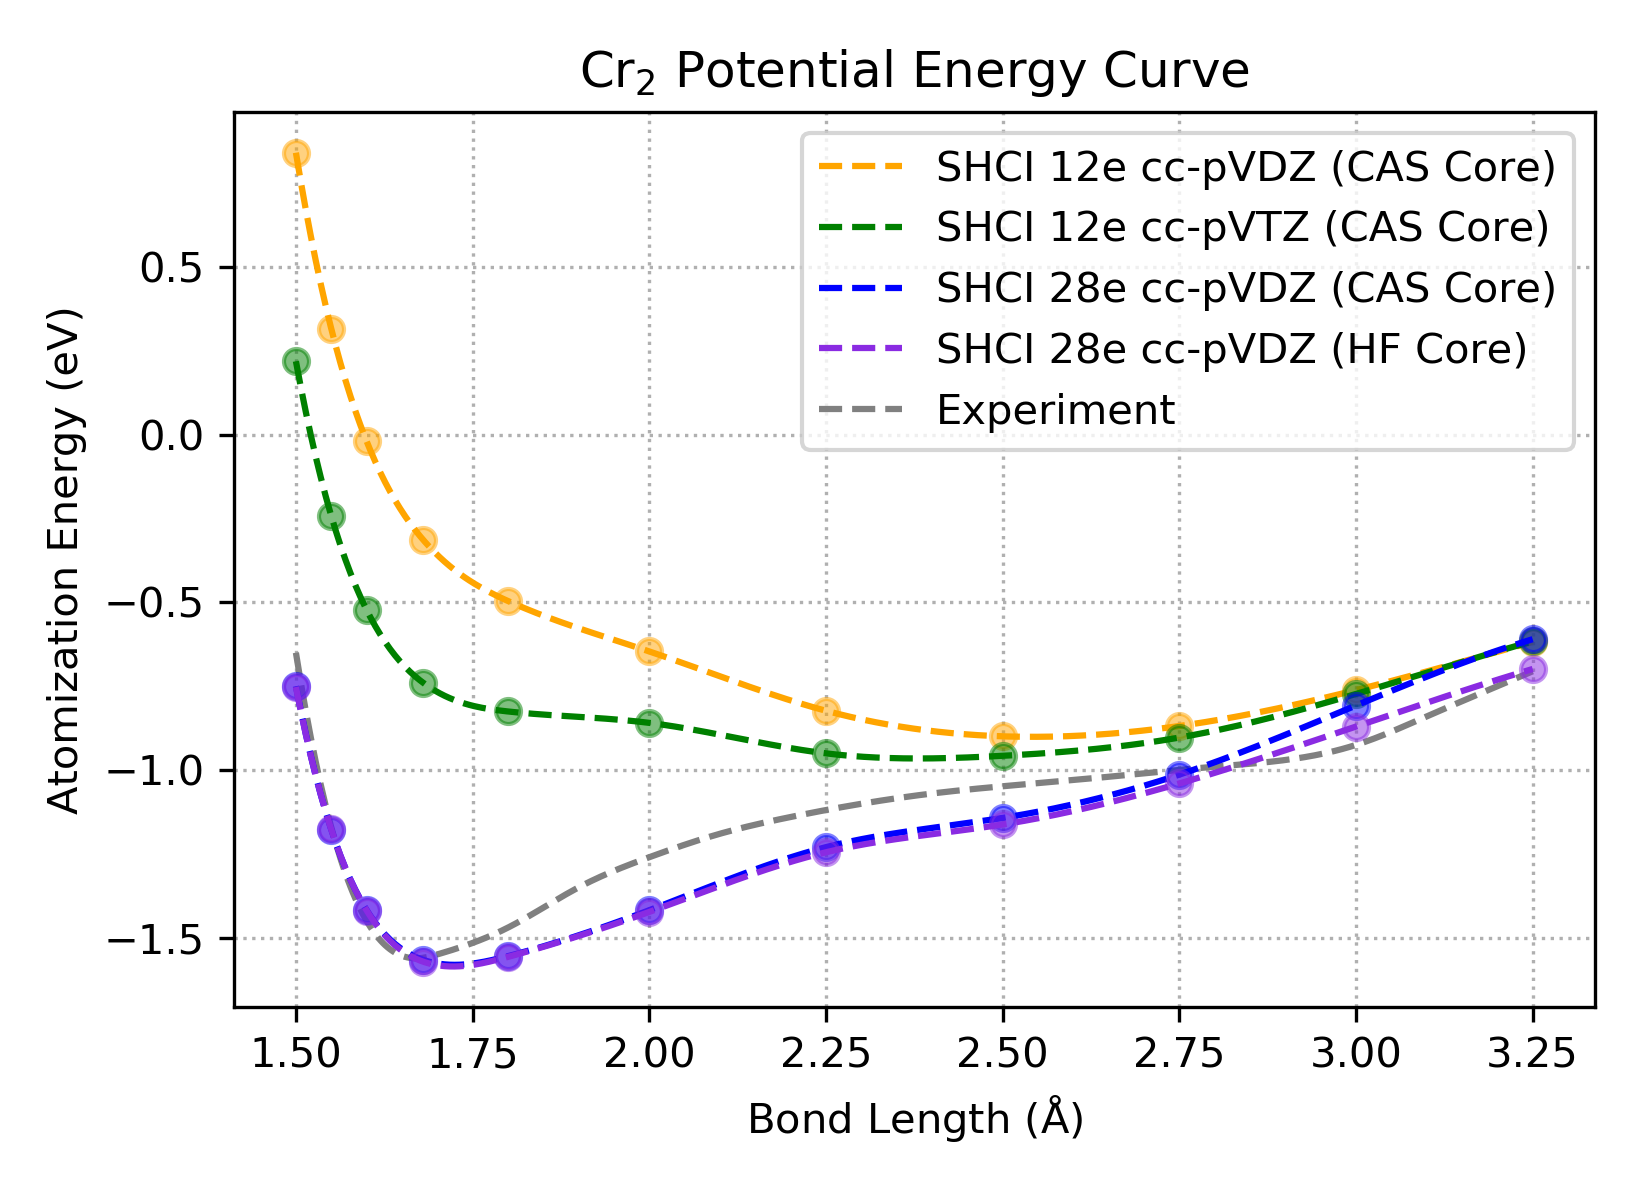 Cr₂ Potential Energy Curve
SHCI 12e cc-pVDZ (CAS Core)
SHCI 12e cc-pVTZ (CAS Core)
SHCI 28e cc-pVDZ (CAS Core)
SHCI 28e cc-pVDZ (HF Core)
Experiment
Atomization Energy (eV)
0.5
0.0
−0.5
−1.0
−1.5
1.50 1.75 2.00 2.25 2.50 2.75 3.00 3.25
Bond Length (Å)